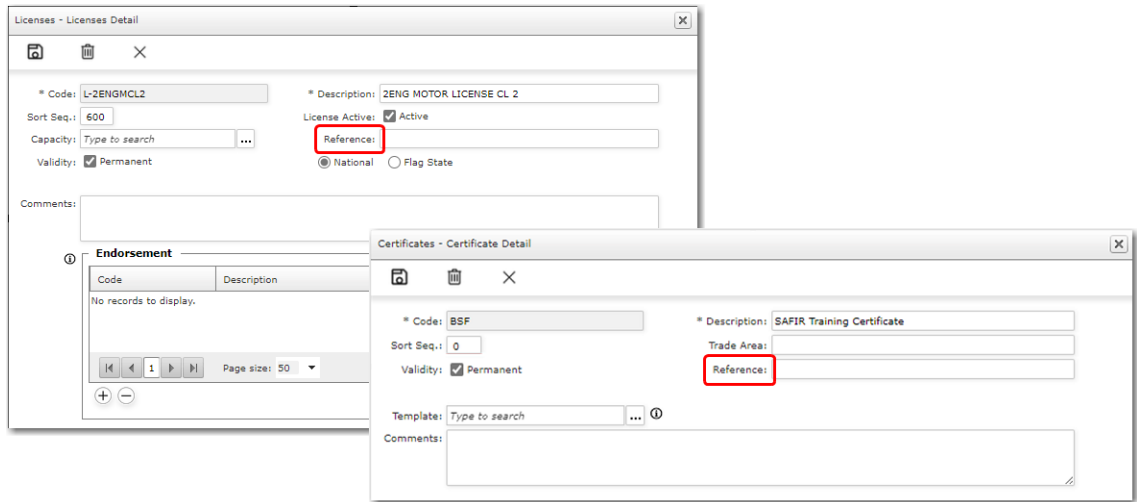 Licenses - Licenses Detail
* Code: L-2ENGMCL2 * Description: 2ENG MOTOR LICENSE CL 2
Sort Seq.: 600 License Active: Active
Capacity: Type to search ... Reference:
Validity: Permanent National Flag State
Comments:
Endorsement
Code Description
No records to display.
1 Page size: 50
Certificates - Certificate Detail
* Code: BSF * Description: SAFIR Training Certificate
Sort Seq.: 0 Trade Area:
Validity: Permanent Reference:
Template: Type to search ...
Comments: